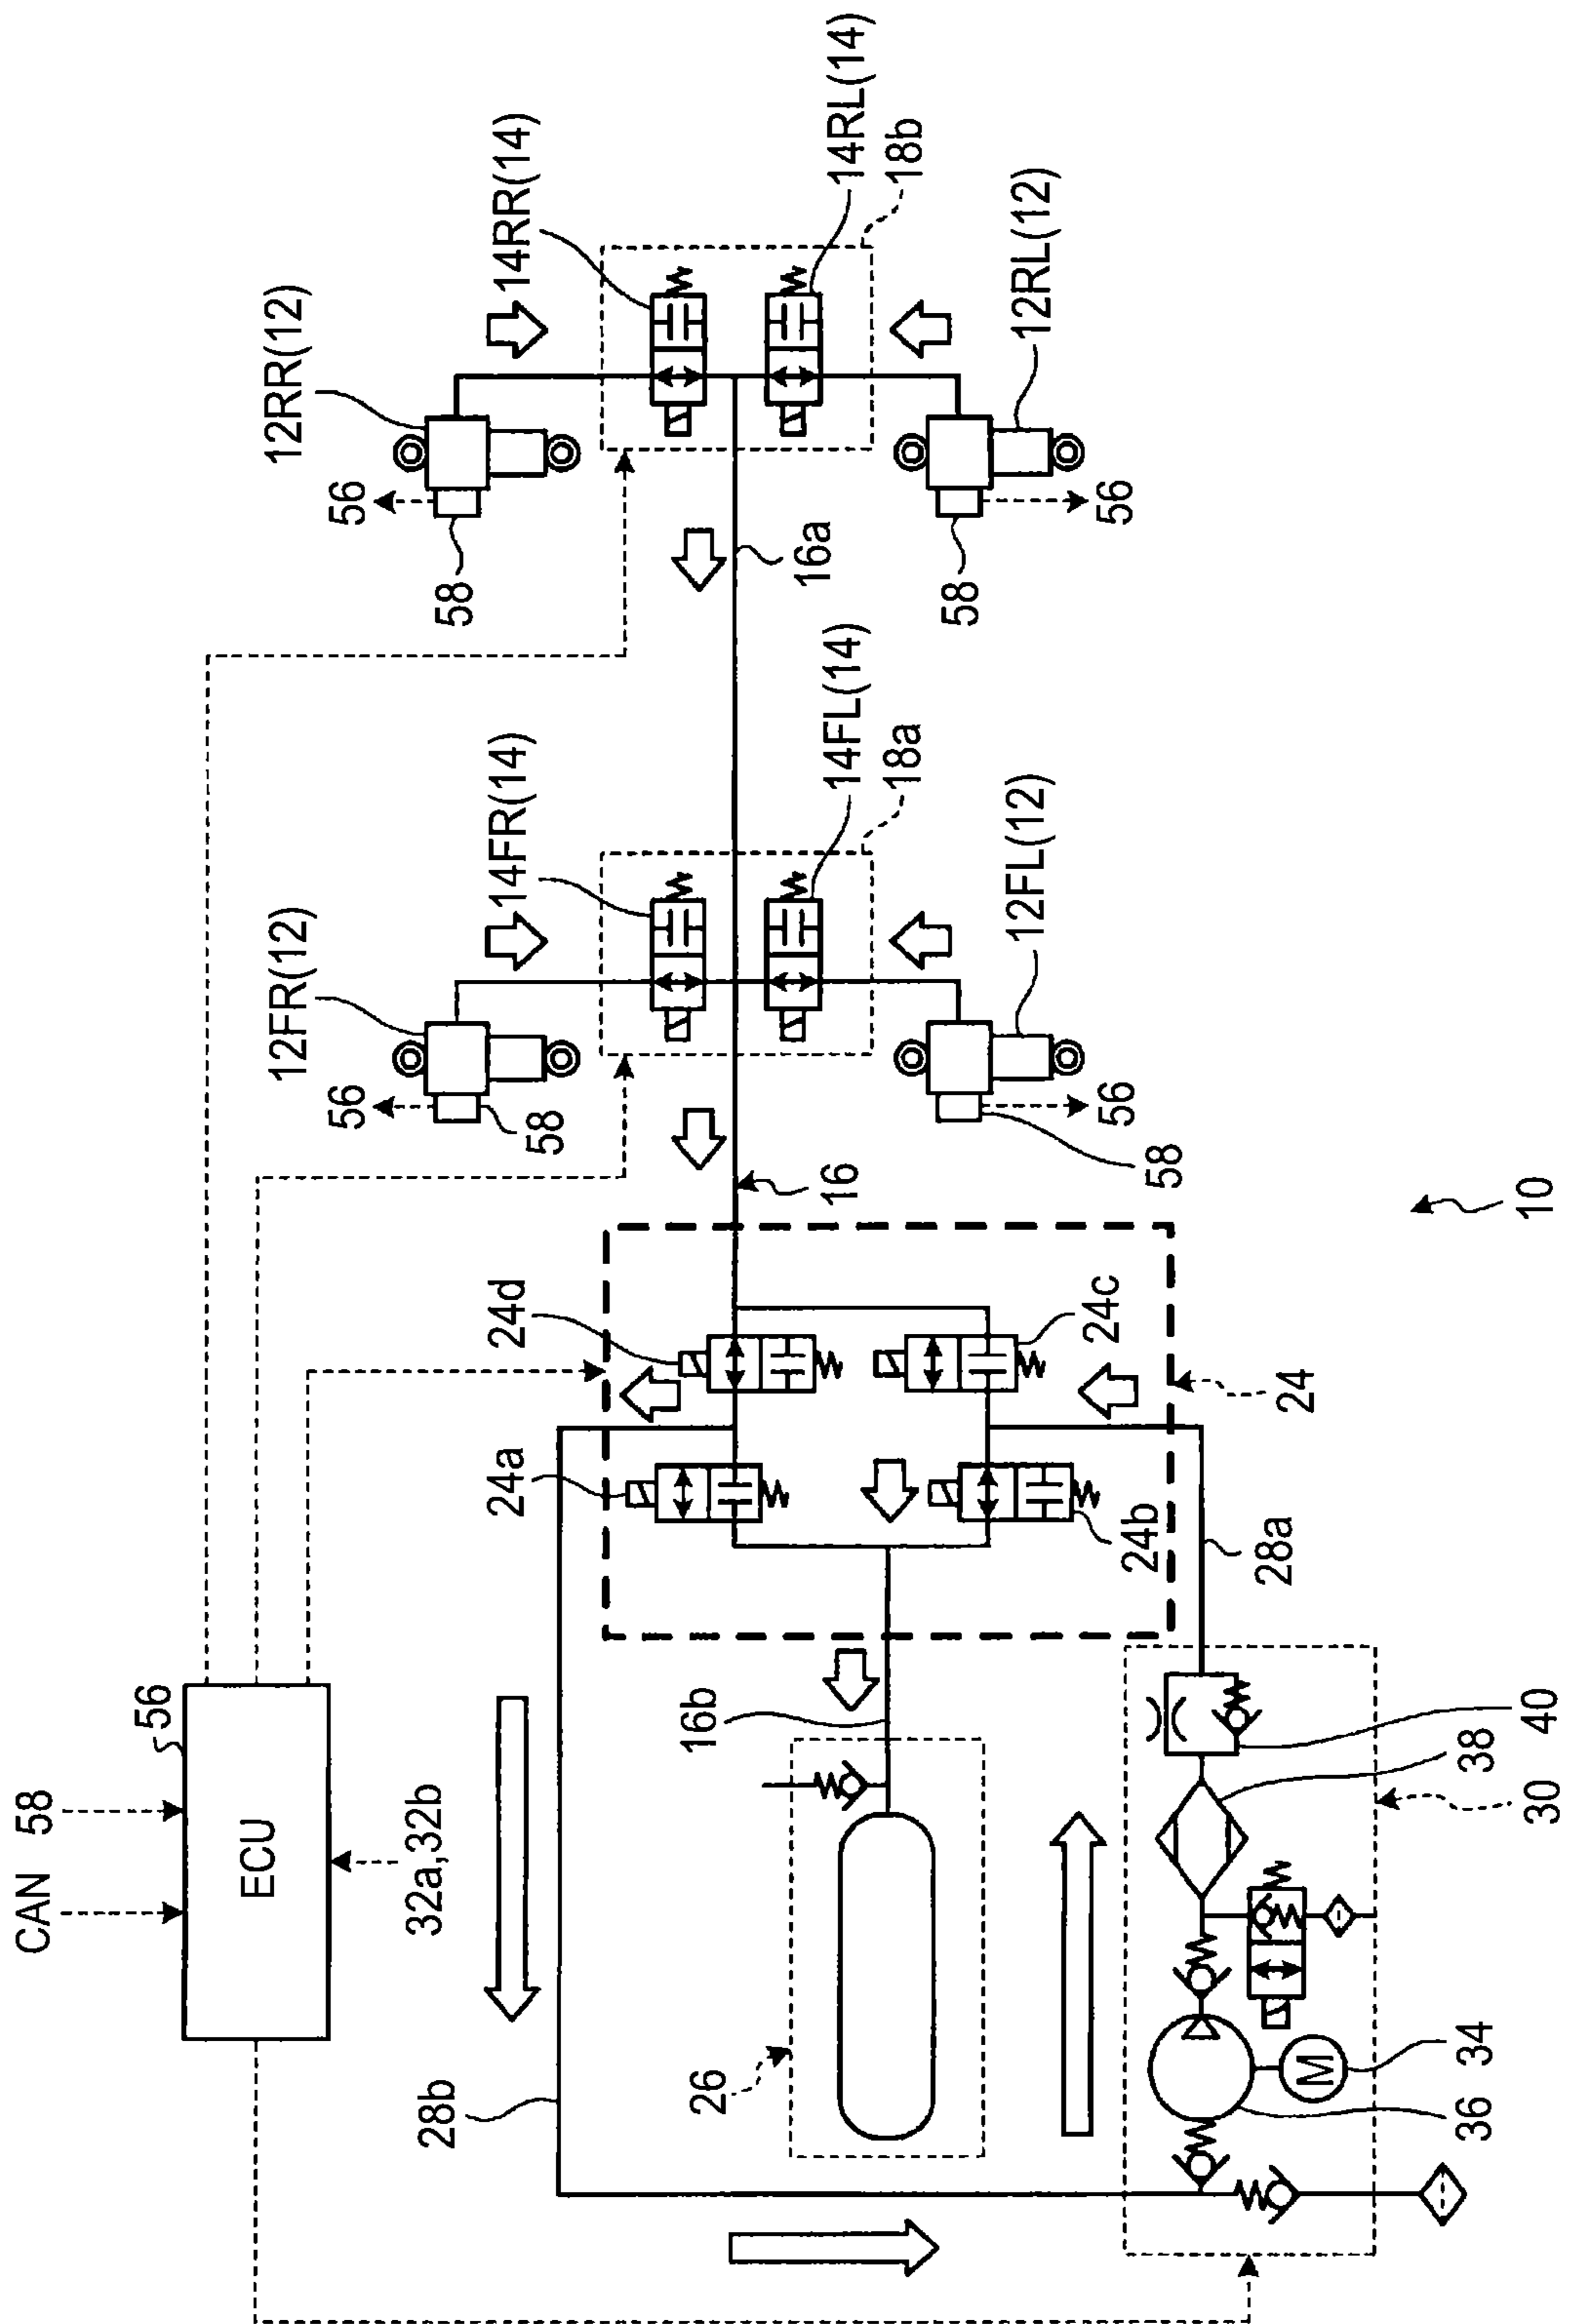 CAN
58
56
ECU
32a,32b
28b
26
16b
24a
24d
24b
24c
24
28a
30
40
38
34
36
10
16
16a
12FR(12)
56
58
14FR(14)
14FL(14)
18a
12FL(12)
56
58
12RR(12)
56
58
14RR(14)
14RL(14)
18b
12RL(12)
56
58
M